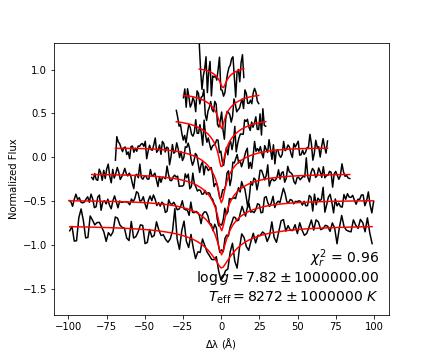 1.0
0.5
0.0
−0.5
−1.0
−1.5
Normalized Flux
χ²ᵣ = 0.96
log g = 7.82 ± 1000000.00
T_eff = 8272 ± 1000000 K
−100 −75 −50 −25 0 25 50 75 100
Δλ (Å)